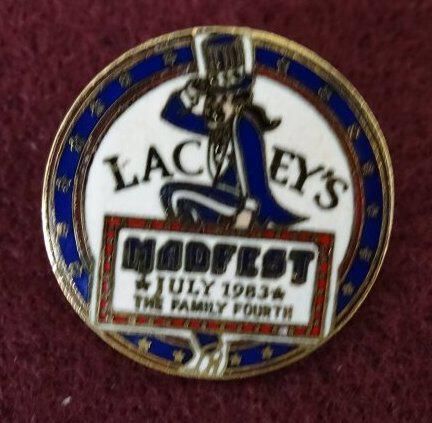 LACEY'S
MADFEST
★JULY 1983★
THE FAMILY FOURTH